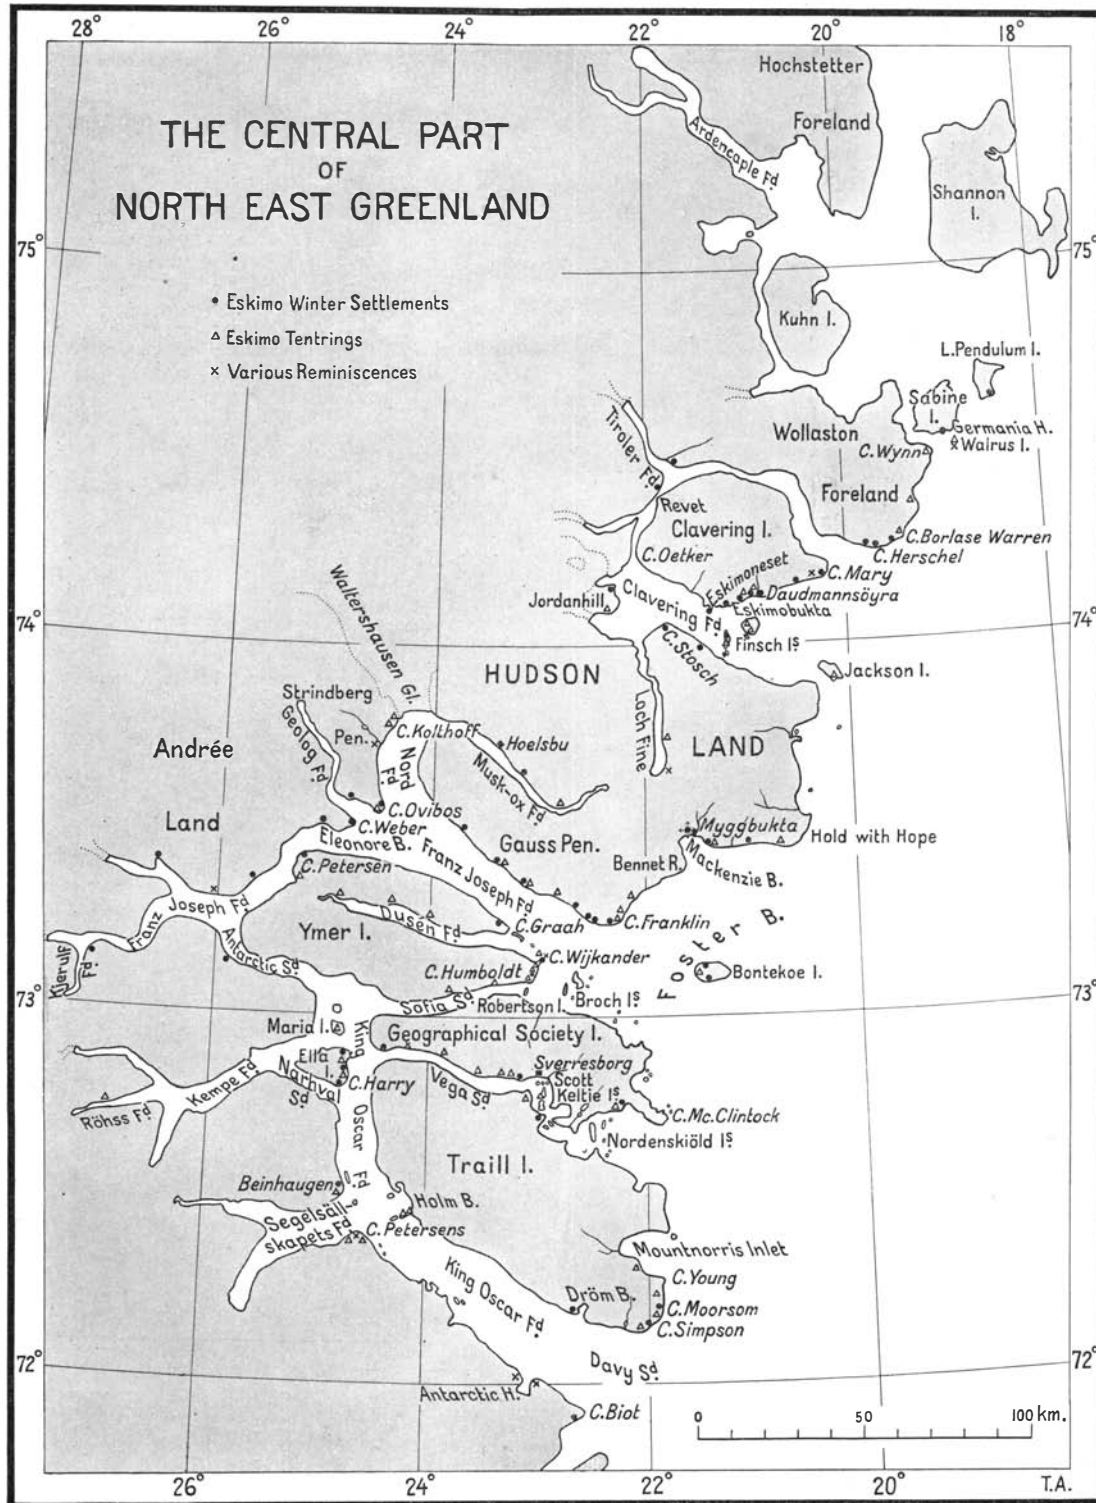 28° 26° 24° 22° 20° 18°
THE CENTRAL PART
OF
NORTH EAST GREENLAND
• Eskimo Winter Settlements
▵ Eskimo Tentrings
× Various Reminiscences
Hochstetter
Foreland
Ardencaple Fd.
Shannon
I.
75° 75°
Kuhn I.
L.Pendulum I.
Sabine
I.
Germania H.
Walrus I.
Wollaston
C.Wynn
Foreland
Tiroler Fd.
Revet
Clavering I.
C.Borlase Warren
C.Herschel
C.Oetker
C.Mary
Eskimoneset
Daudmannsöyra
Jordanhill
Clavering Fd.
Eskimobukta
Finsch Is.
74° 74°
C.Stosch
Jackson I.
Waltershausen Gl.
HUDSON
LAND
Loch Fine
Strindberg
Pen.
Geolog Fd.
C.Kolthoff
Nord Fd.
Hoelsbu
Musk-ox Fd.
Andrée
Land
C.Ovibos
C.Weber
Eleonore B.
Franz Joseph Fd.
Gauss Pen.
Myggbukta
Hold with Hope
Bennet R.
Mackenzie B.
C.Petersén
Franz Joseph Fd.
Ymer I.
Dusén Fd.
C.Graah
C.Franklin
Foster B.
Kjerulf Fd.
Antarctic Sd.
C.Wijkander
C.Humboldt
Bontekoe I.
73° 73°
Sofia Sd.
Robertson I.
Broch Is.
Maria I.
King Oscar Fd.
Geographical Society I.
Ella
I.
Sverresborg
Scott
Keltie Is.
Kempe Fd.
Narhval
Sd.
C.Harry
Vega Sd.
Röhss Fd.
C.Mc.Clintock
Nordenskiöld Is.
Traill I.
Beinhaugen
Holm B.
Segelsäll-
skapets Fd.
C.Petersens
Mountnorris Inlet
C.Young
King Oscar Fd.
Dröm B.
C.Moorsom
C.Simpson
72° 72°
Davy Sd.
Antarctic H.
C.Biot
0 50 100 km.
26° 24° 22° 20° T.A.